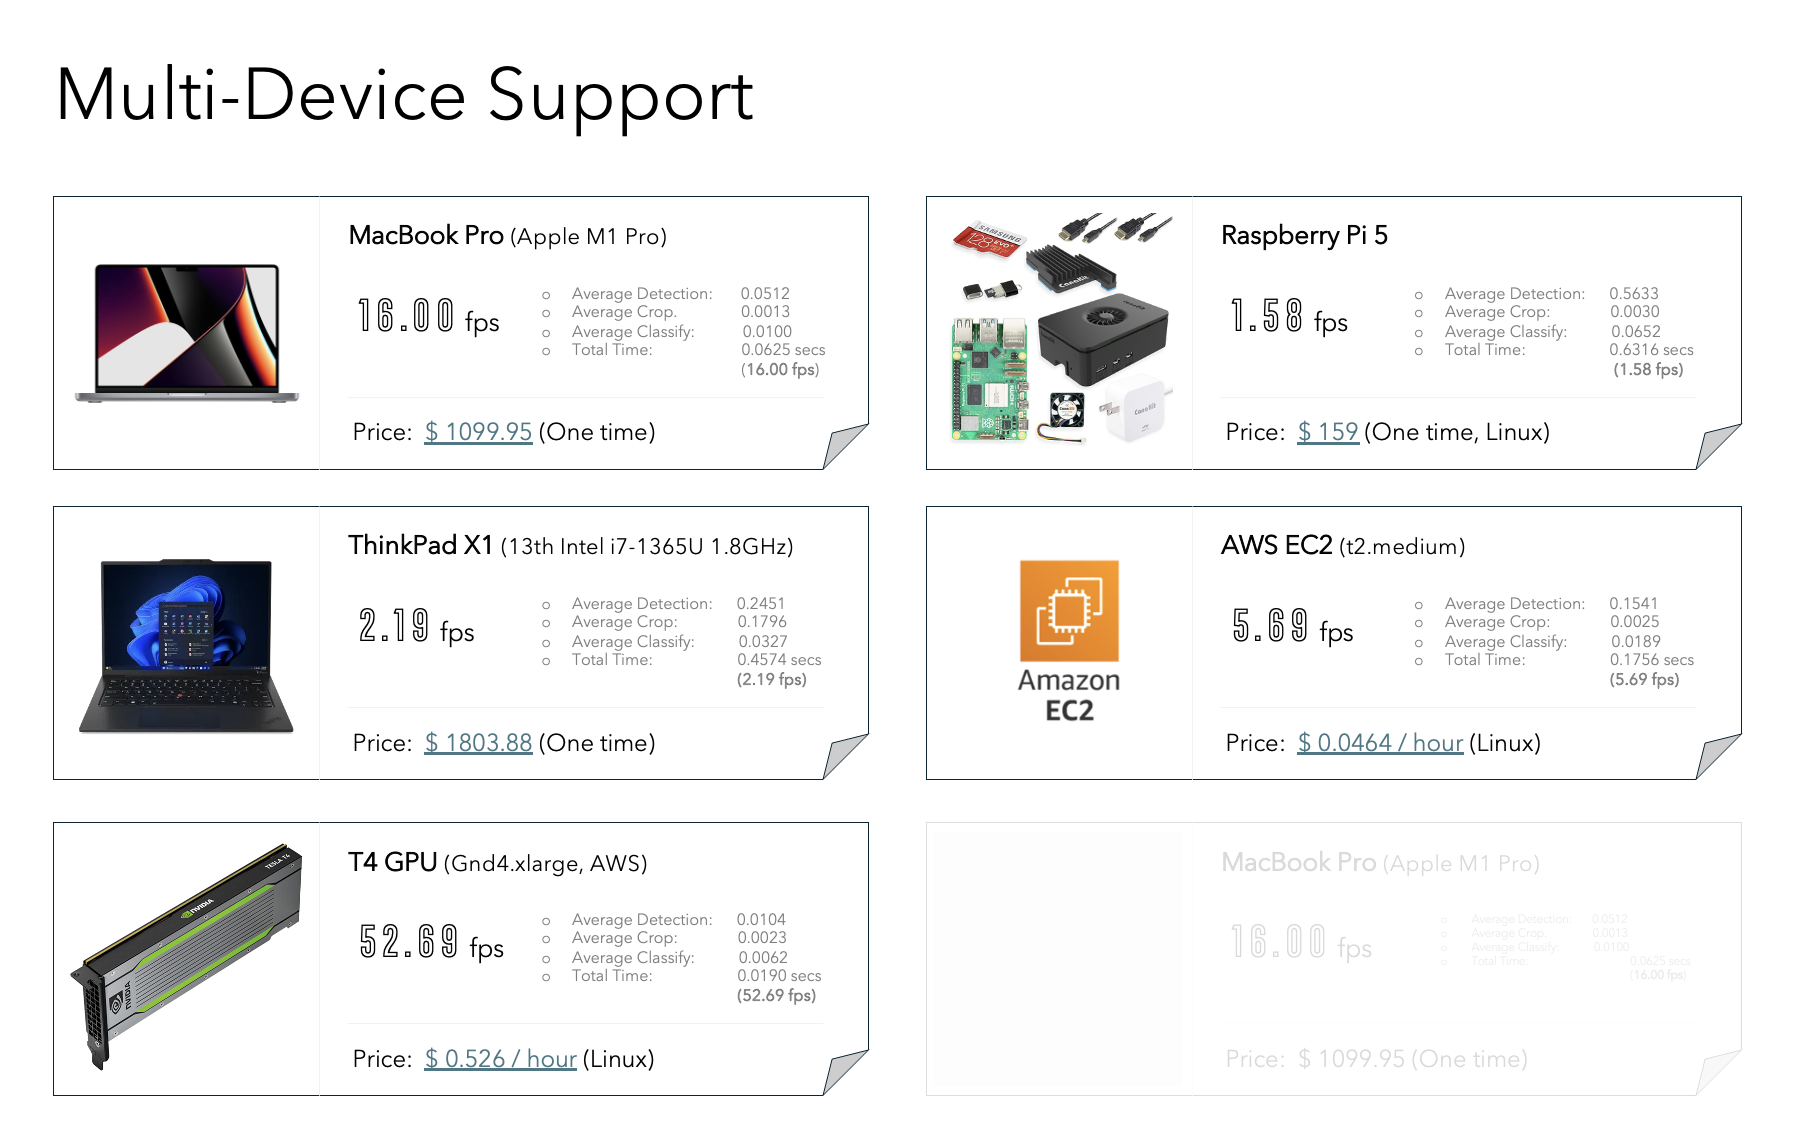 Multi-Device Support
MacBook Pro (Apple M1 Pro)
16.00 fps
o Average Detection: 0.0512
o Average Crop. 0.0013
o Average Classify: 0.0100
o Total Time: 0.0625 secs
(16.00 fps)
Price: $ 1099.95 (One time)
SAMSUNG
128 EVO+
CanaKit
CanaKit
Raspberry Pi 5
1.58 fps
o Average Detection: 0.5633
o Average Crop: 0.0030
o Average Classify: 0.0652
o Total Time: 0.6316 secs
(1.58 fps)
Price: $ 159 (One time, Linux)
ThinkPad X1 (13th Intel i7-1365U 1.8GHz)
2.19 fps
o Average Detection: 0.2451
o Average Crop: 0.1796
o Average Classify: 0.0327
o Total Time: 0.4574 secs
(2.19 fps)
Price: $ 1803.88 (One time)
Amazon
EC2
AWS EC2 (t2.medium)
5.69 fps
o Average Detection: 0.1541
o Average Crop: 0.0025
o Average Classify: 0.0189
o Total Time: 0.1756 secs
(5.69 fps)
Price: $ 0.0464 / hour (Linux)
TESLA T4
NVIDIA
NVIDIA
T4 GPU (Gnd4.xlarge, AWS)
52.69 fps
o Average Detection: 0.0104
o Average Crop: 0.0023
o Average Classify: 0.0062
o Total Time: 0.0190 secs
(52.69 fps)
Price: $ 0.526 / hour (Linux)
MacBook Pro (Apple M1 Pro)
16.00 fps
o Average Detection: 0.0512
o Average Crop. 0.0013
o Average Classify: 0.0100
o Total Time: 0.0625 secs
(16.00 fps)
Price: $ 1099.95 (One time)